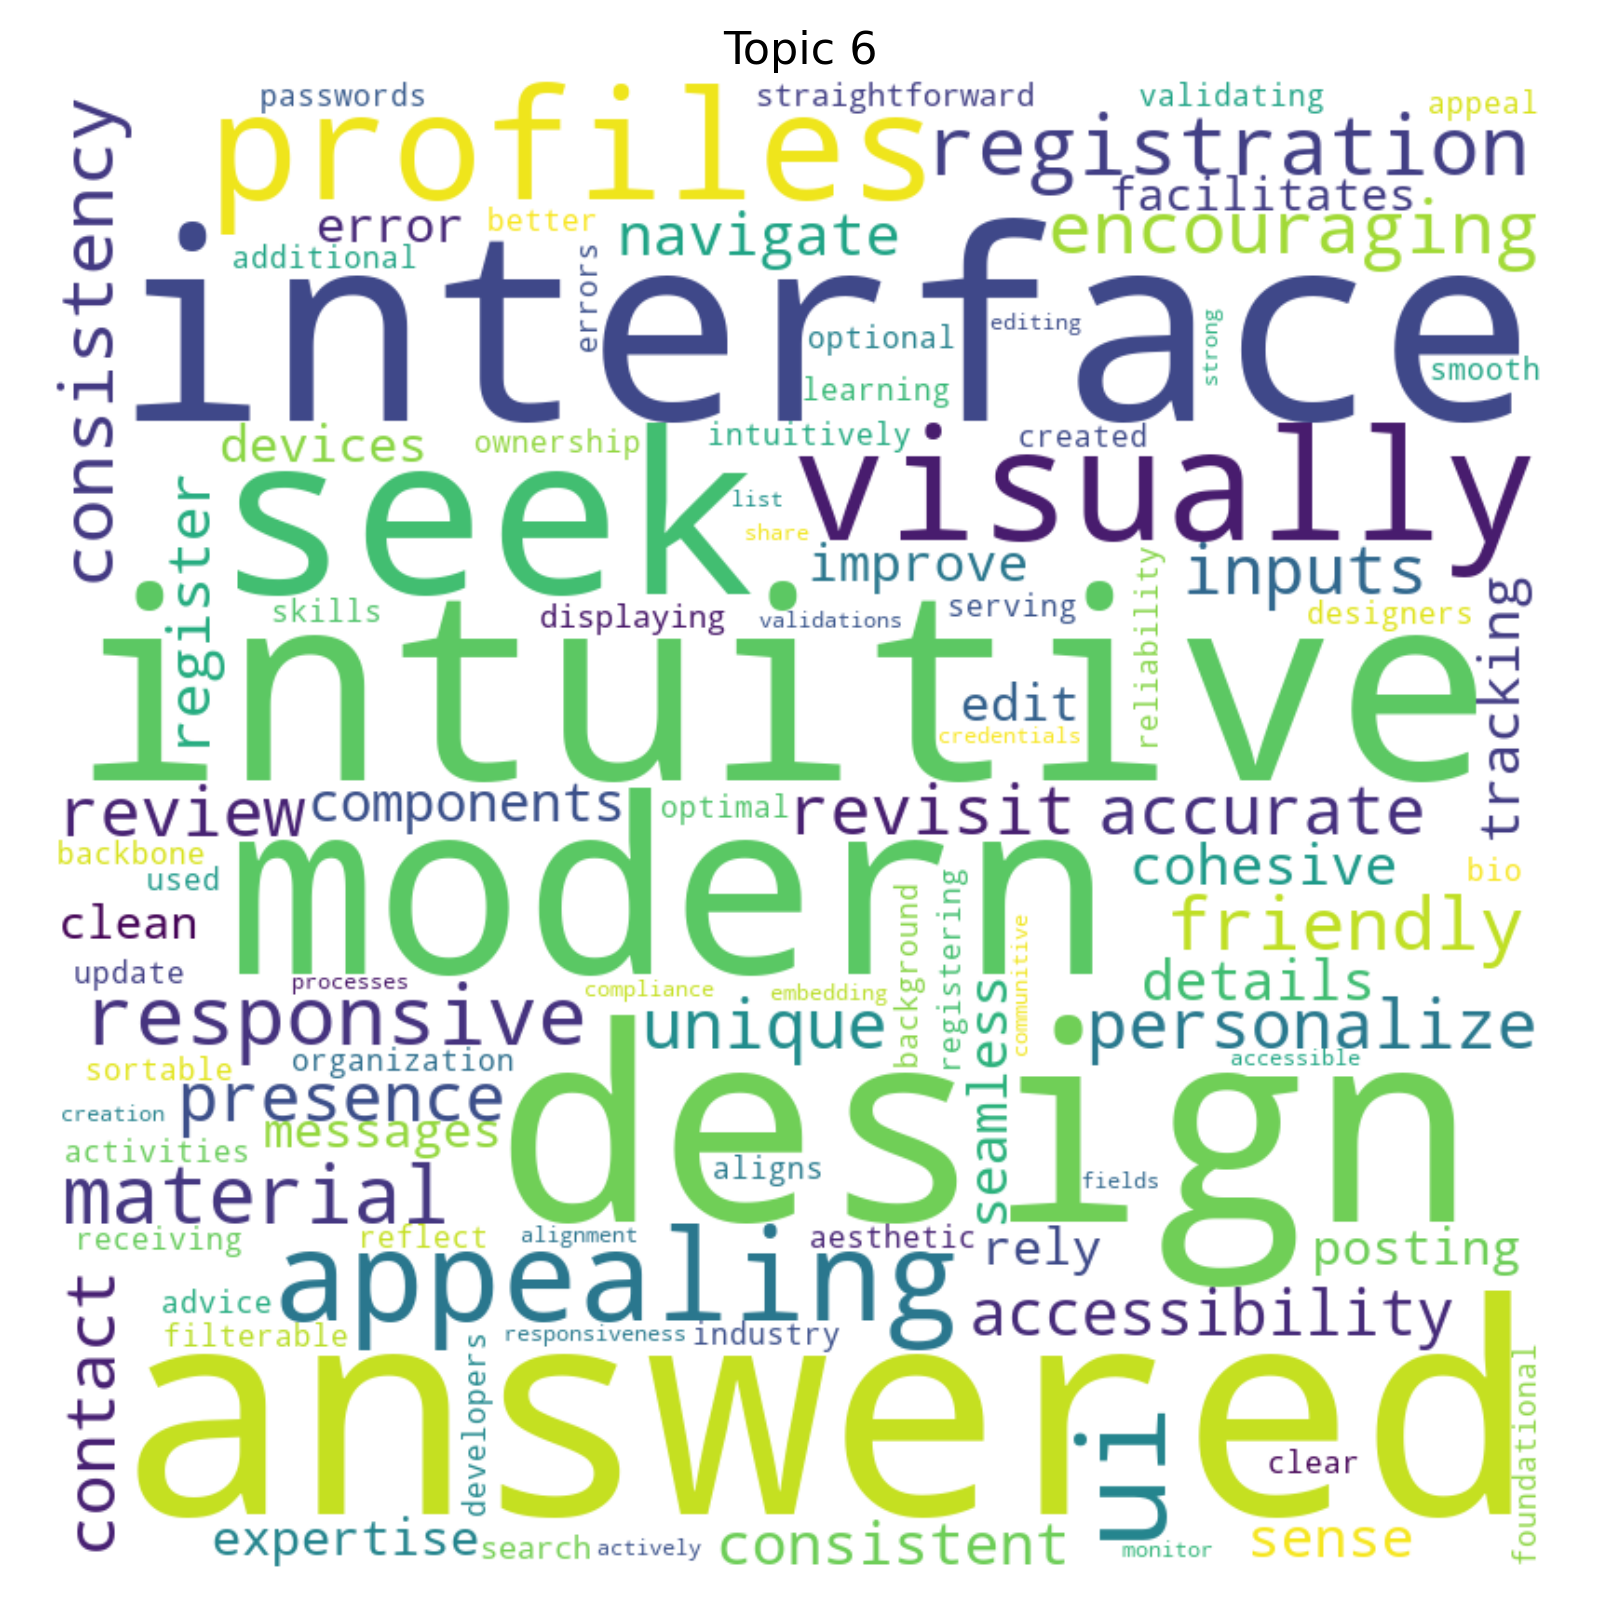 Topic 6
passwords
straightforward
validating
appeal
consistency
profiles
registration
facilitates
error
better
navigate
encouraging
additional
errors
interface
optional
editing
strong
smooth
learning
devices
ownership
intuitively
created
visually
seek
register
list
share
improve
inputs
reliability
tracking
skills
displaying
validations
serving
designers
intuitive
edit
credentials
review
components
optimal
revisit
accurate
backbone
used
modern
cohesive
bio
clean
background
registering
communitive
friendly
update
processes
compliance
embedding
details
responsive
unique
seamless
personalize
sortable
organization
accessible
creation
presence
messages
design
activities
aligns
fields
material
receiving
reflect
alignment
aesthetic
rely
posting
appealing
contact
advice
accessibility
filterable
developers
responsiveness
industry
answered
ui
clear
foundational
expertise
search
actively
consistent
monitor
sense